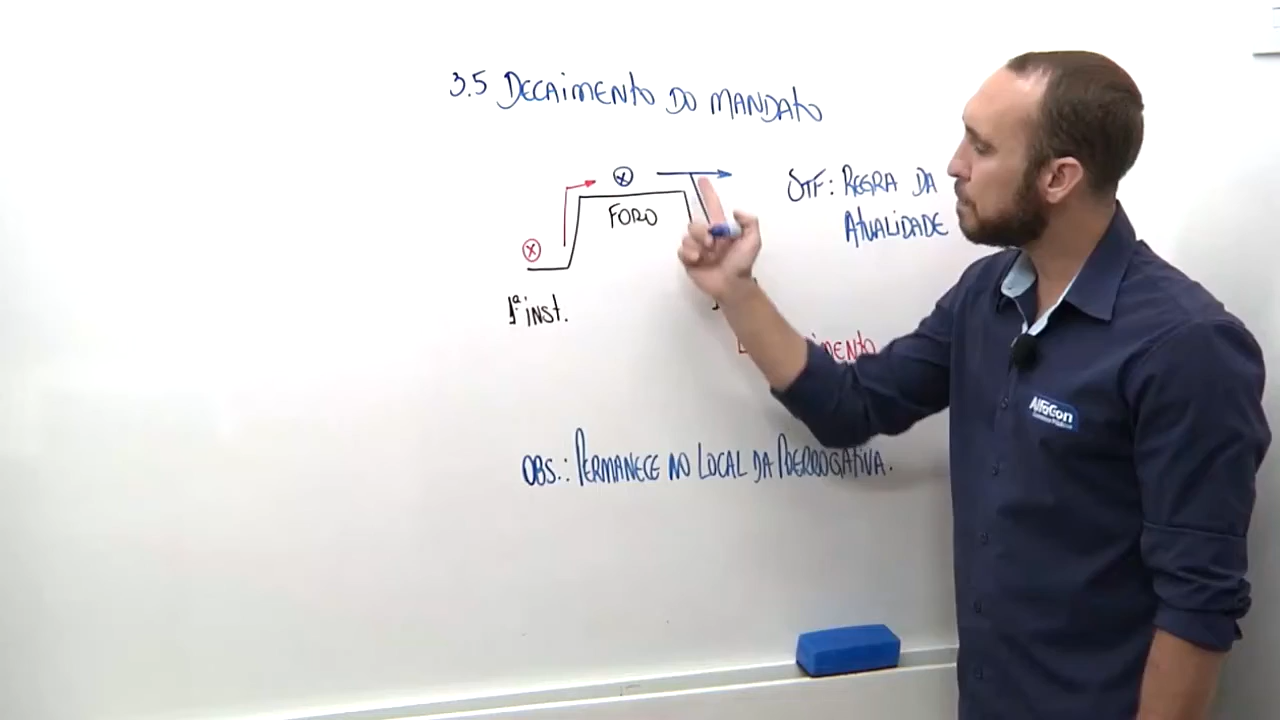 3.5 DECAIMENTO DO MANDATO
FORO
STF: REGRA DA
ATUALIDADE
1ª INST.
OBS.: PERMANECE NO LOCAL DA PRERROGATIVA.
AlfaCon